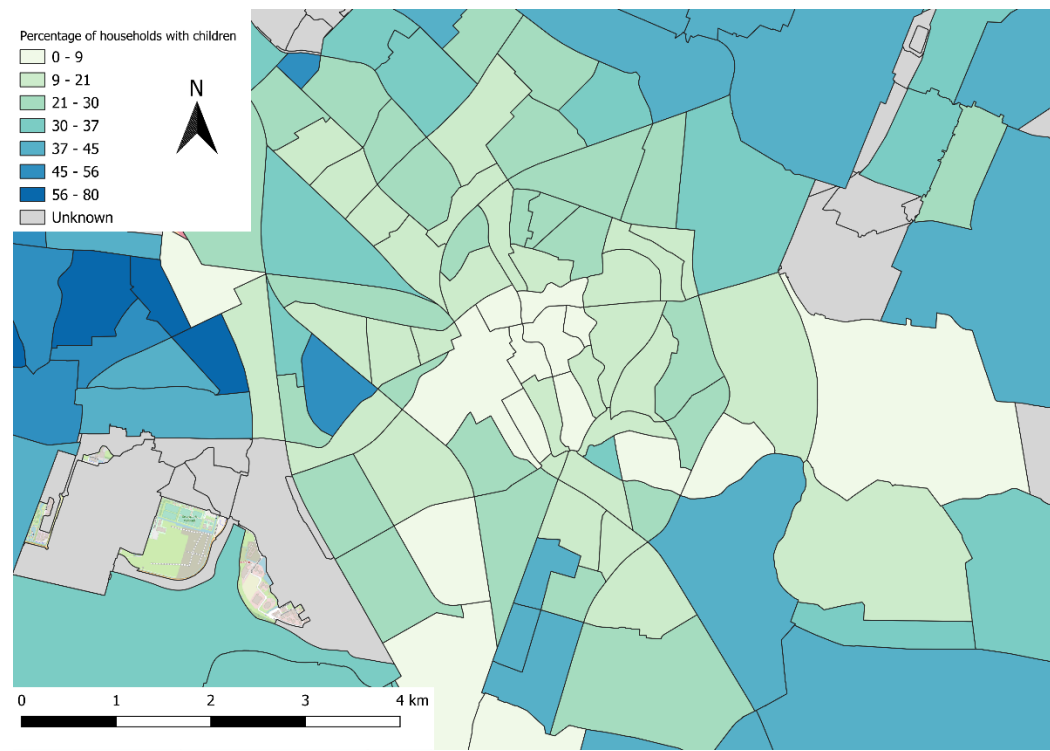 Percentage of households with children
0 - 9
9 - 21
21 - 30
30 - 37
37 - 45
45 - 56
56 - 80
Unknown
N
0 1 2 3 4 km